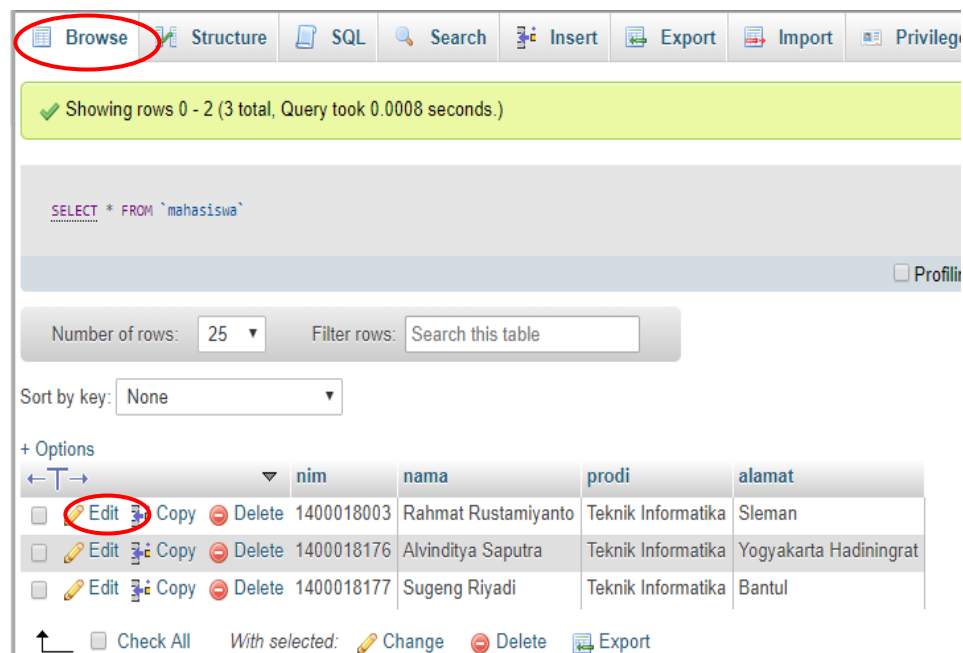 Browse Structure SQL Search Insert Export Import Privileg
Showing rows 0 - 2 (3 total, Query took 0.0008 seconds.)
SELECT * FROM `mahasiswa`
Profilin
Number of rows: 25 Filter rows: Search this table
Sort by key: None
+ Options
←T→ nim nama prodi alamat
Edit Copy Delete 1400018003 Rahmat Rustamiyanto Teknik Informatika Sleman
Edit Copy Delete 1400018176 Alvinditya Saputra Teknik Informatika Yogyakarta Hadiningrat
Edit Copy Delete 1400018177 Sugeng Riyadi Teknik Informatika Bantul
Check All With selected: Change Delete Export